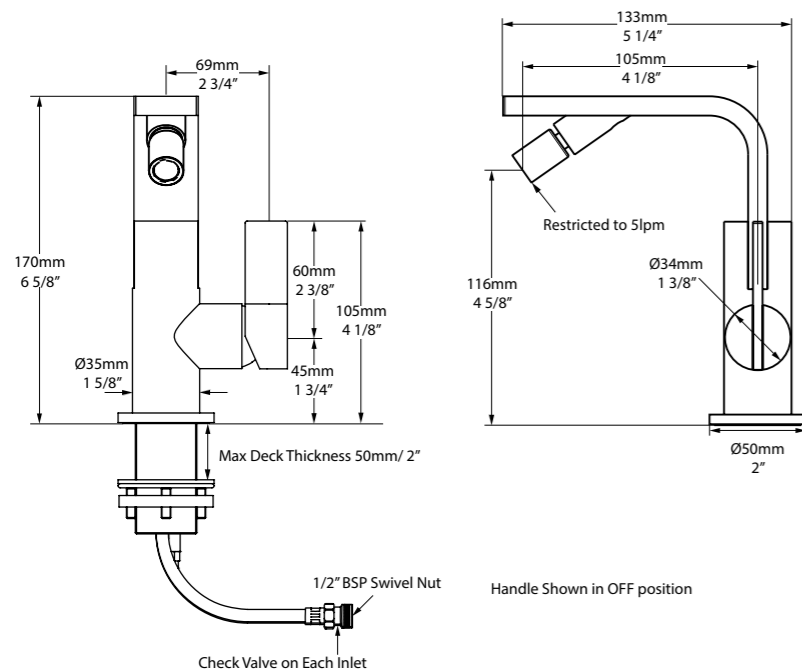 69mm
2 3/4”
170mm
6 5/8”
60mm
2 3/8”
105mm
4 1/8”
45mm
1 3/4”
Ø35mm
1 5/8”
Max Deck Thickness 50mm/ 2”
1/2” BSP Swivel Nut
Check Valve on Each Inlet
133mm
5 1/4”
105mm
4 1/8”
Restricted to 5lpm
116mm
4 5/8”
Ø34mm
1 3/8”
Ø50mm
2”
Handle Shown in OFF position